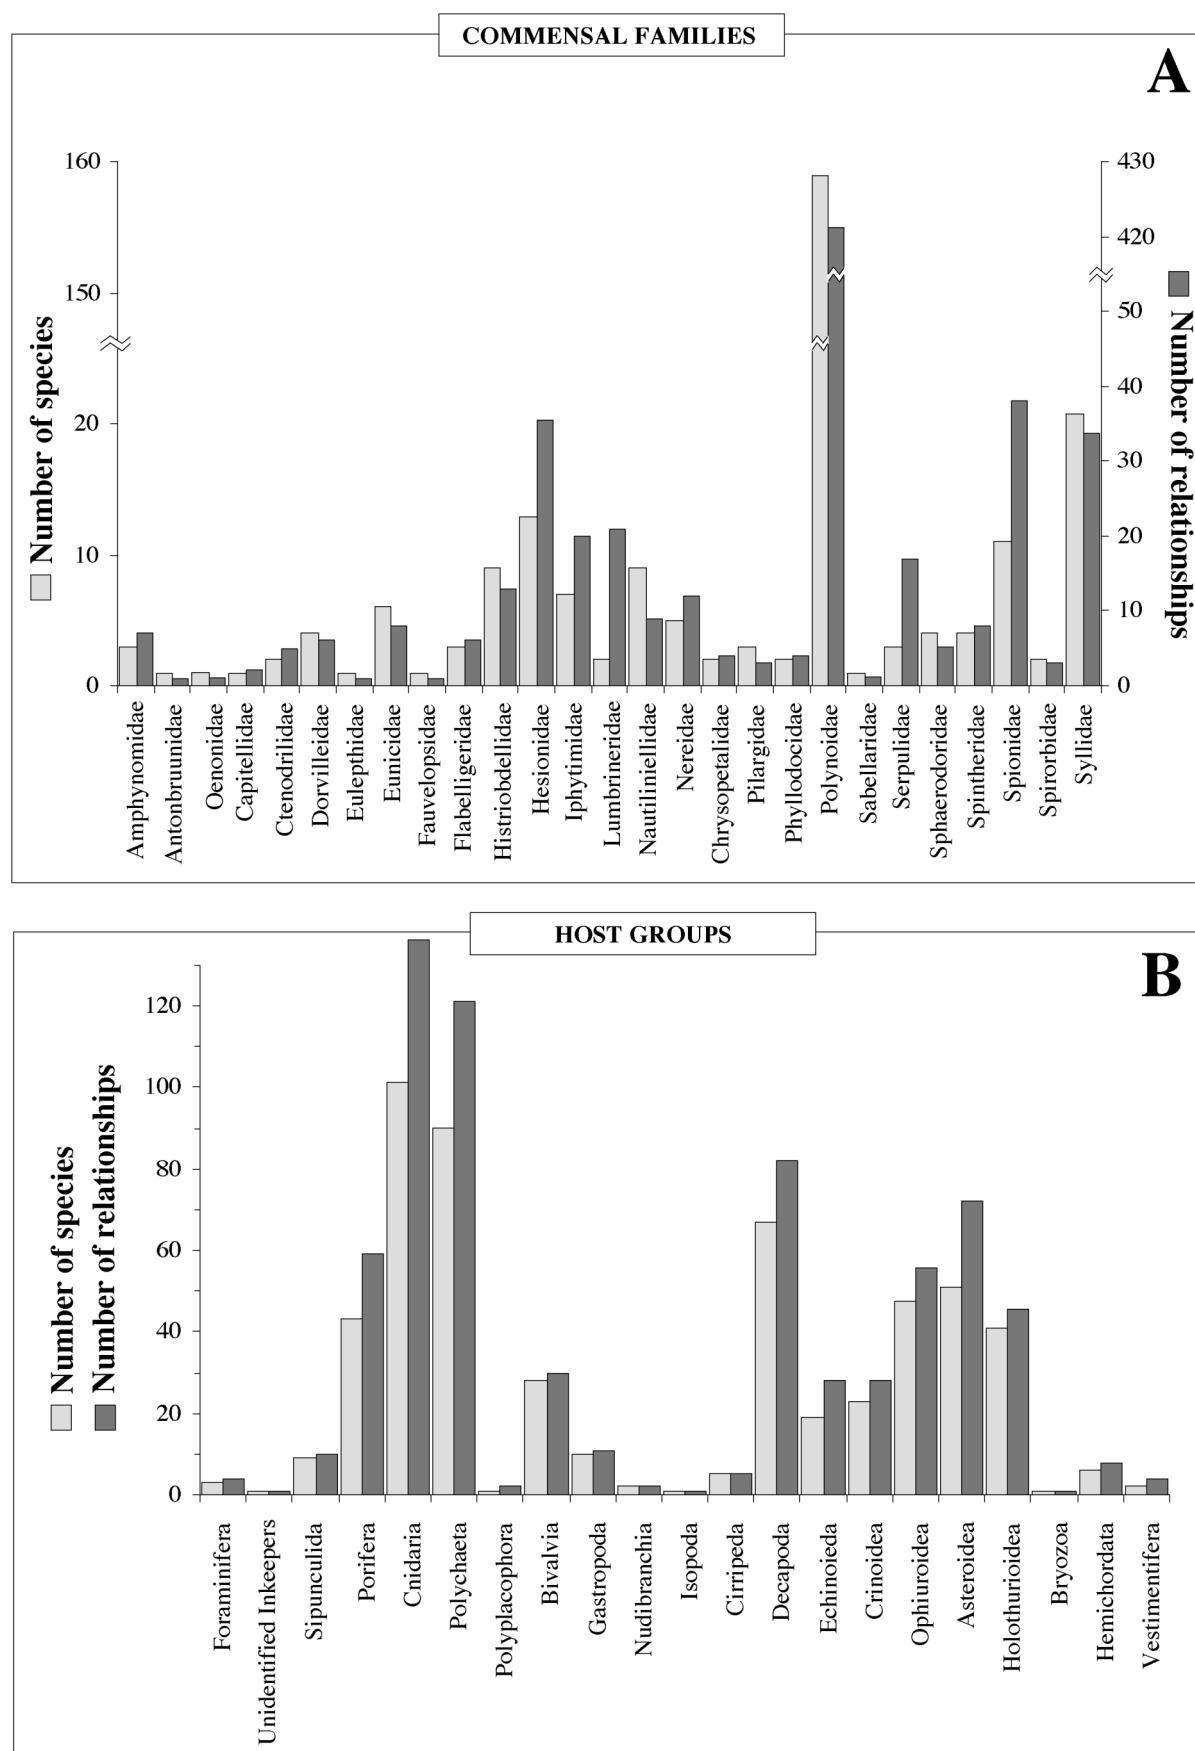 COMMENSAL FAMILIES
A
Number of species
160
150
20
10
0
430
420
50
40
30
20
10
0
Number of relationships
Amphynomidae
Antonbruunidae
Oenonidae
Capitellidae
Ctenodrilidae
Dorvilleidae
Eulepthidae
Eunicidae
Fauvelopsidae
Flabelligeridae
Histriobdellidae
Hesionidae
Iphytimidae
Lumbrineridae
Nautiliniellidae
Nereidae
Chrysopetalidae
Pilargidae
Phyllodocidae
Polynoidae
Sabellaridae
Serpulidae
Sphaerodoridae
Spintheridae
Spionidae
Spirorbidae
Syllidae
HOST GROUPS
B
Number of species
Number of relationships
120
100
80
60
40
20
0
Foraminifera
Unidentified Inkeepers
Sipunculida
Porifera
Cnidaria
Polychaeta
Polyplacophora
Bivalvia
Gastropoda
Nudibranchia
Isopoda
Cirripeda
Decapoda
Echinoieda
Crinoidea
Ophiuroidea
Asteroidea
Holothurioidea
Bryozoa
Hemichordata
Vestimentifera